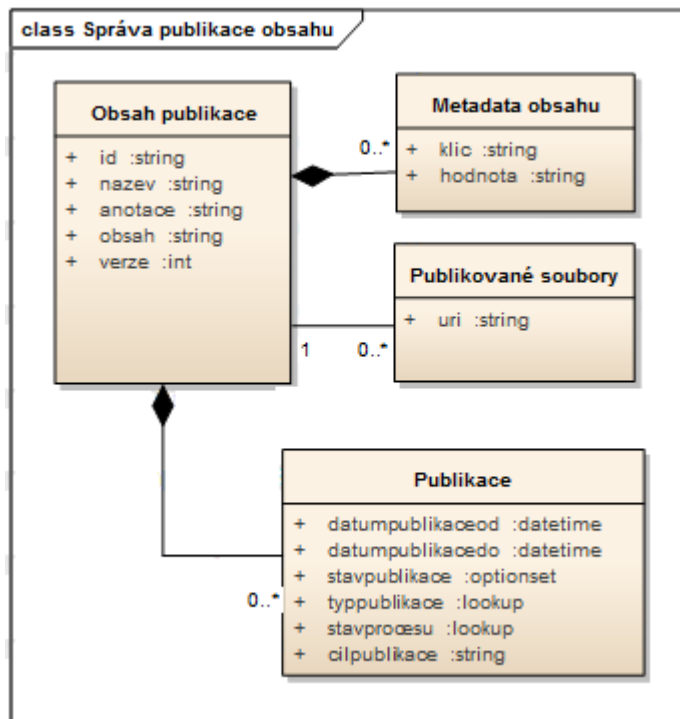 class Správa publikace obsahu
Obsah publikace
+ id :string
+ nazev :string
+ anotace :string
+ obsah :string
+ verze :int
Metadata obsahu
0..*
+ klic :string
+ hodnota :string
Publikované soubory
+ uri :string
1
0..*
Publikace
+ datumpublikaceod :datetime
+ datumpublikacedo :datetime
+ stavpublikace :optionset
+ typpublikace :lookup
+ stavprocesu :lookup
+ cilpublikace :string
0..*